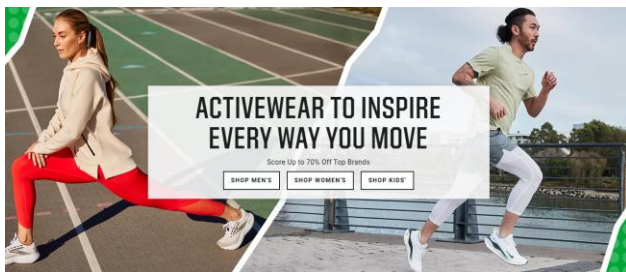 ACTIVEWEAR TO INSPIRE
EVERY WAY YOU MOVE
Score Up to 70% Off Top Brands
SHOP MEN'S SHOP WOMEN'S SHOP KIDS'